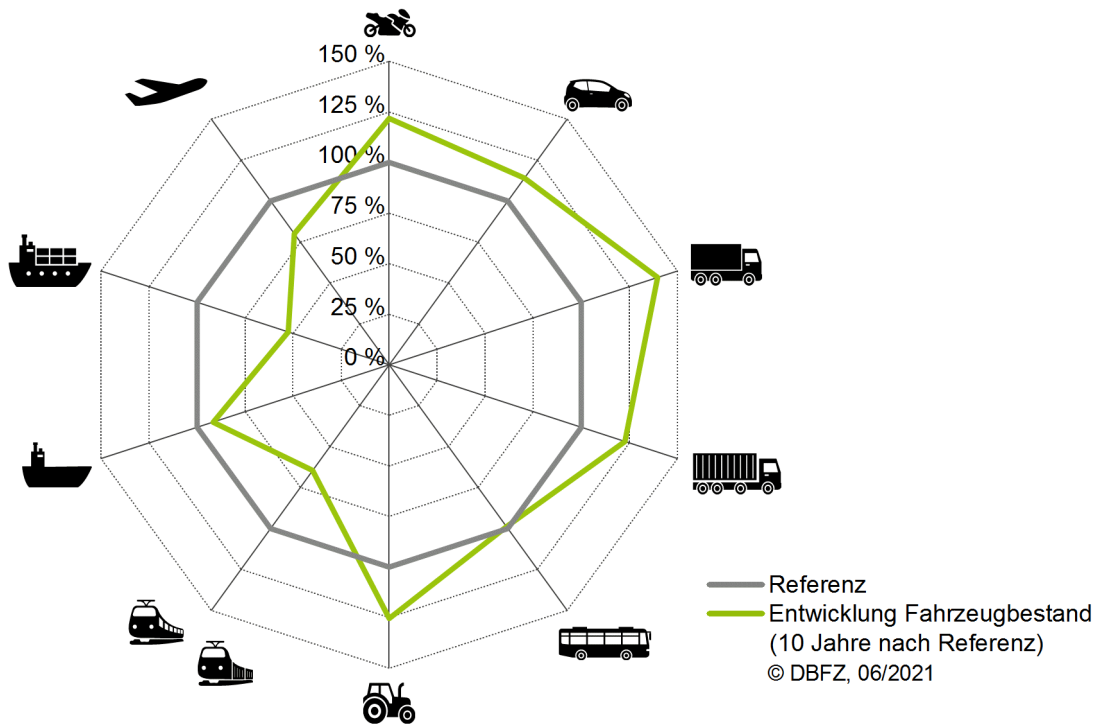 150 %
125 %
100 %
75 %
50 %
25 %
0 %
Referenz
Entwicklung Fahrzeugbestand
(10 Jahre nach Referenz)
© DBFZ, 06/2021